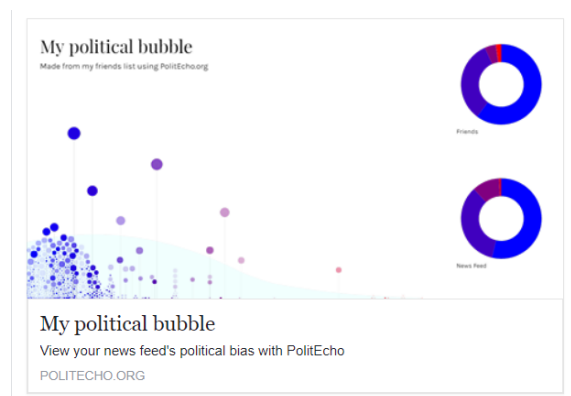 My political bubble
Made from my friends list using PolitEcho.org
Friends
News Feed
My political bubble
View your news feed's political bias with PolitEcho
POLITECHO.ORG